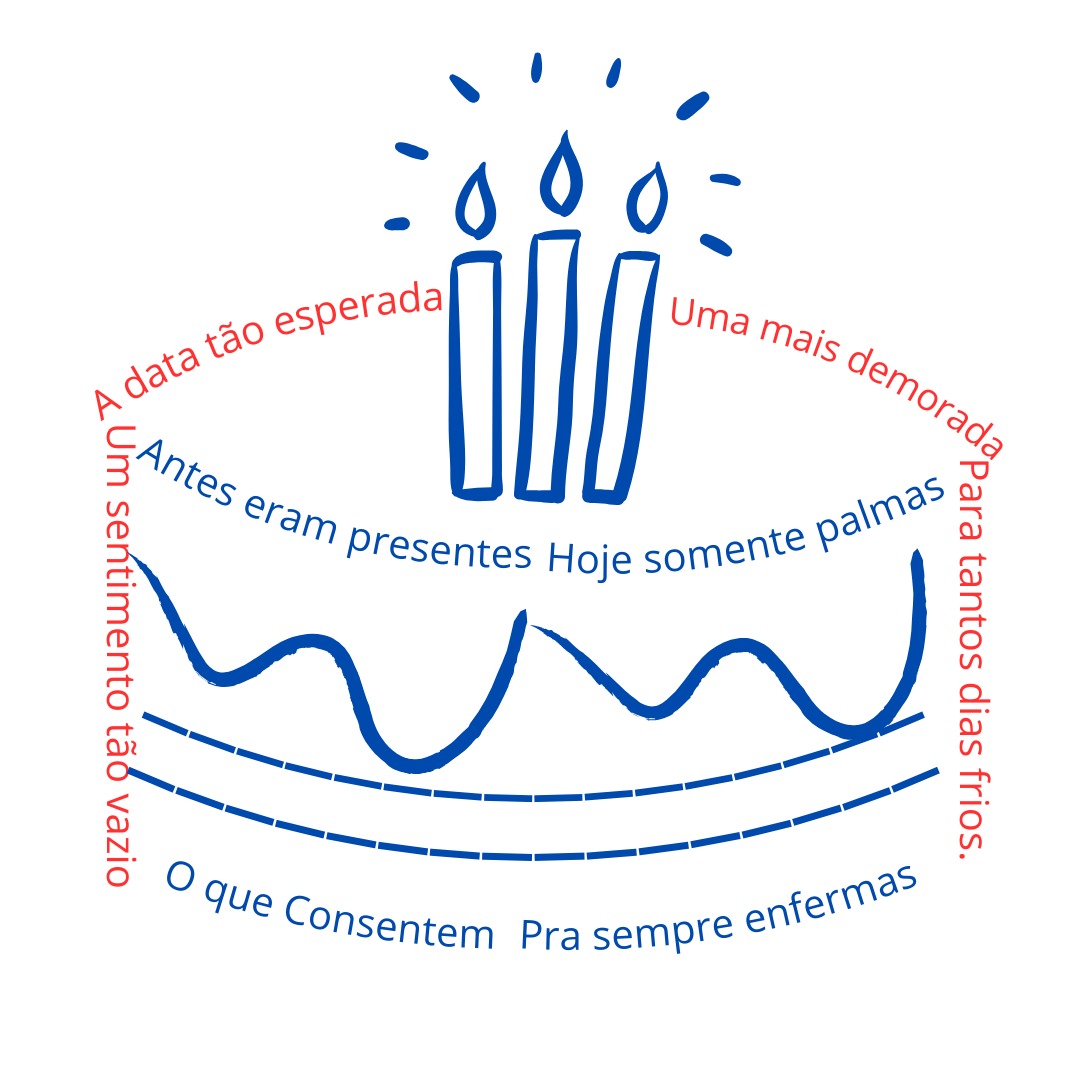 A data tão esperada
Uma mais demorada
Um sentimento tão vazio
Para tantos dias frios.
Antes eram presentes
Hoje somente palmas
O que Consentem
Pra sempre enfermas